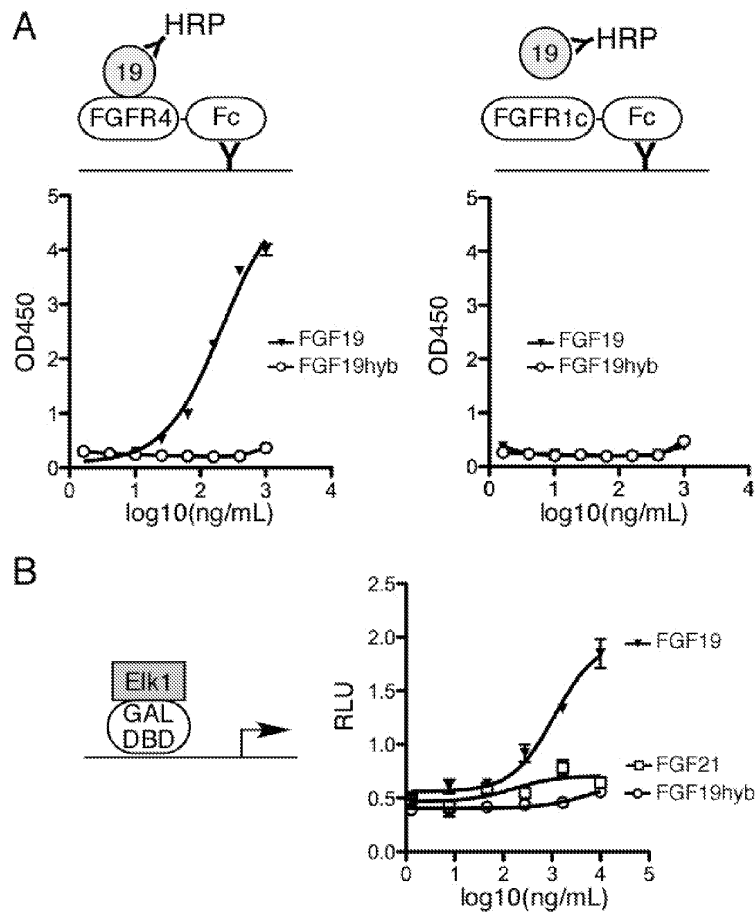 A
HRP
19
FGFR4
Fc
HRP
19
FGFR1c
Fc
5
4
3
2
1
0
OD450
0 1 2 3 4
log10(ng/mL)
FGF19
FGF19hyb
5
4
3
2
1
0
OD450
0 1 2 3 4
log10(ng/mL)
FGF19
FGF19hyb
B
Elk1
GAL
DBD
2.5
2.0
1.5
1.0
0.5
0.0
RLU
0 1 2 3 4 5
log10(ng/mL)
FGF19
FGF21
FGF19hyb